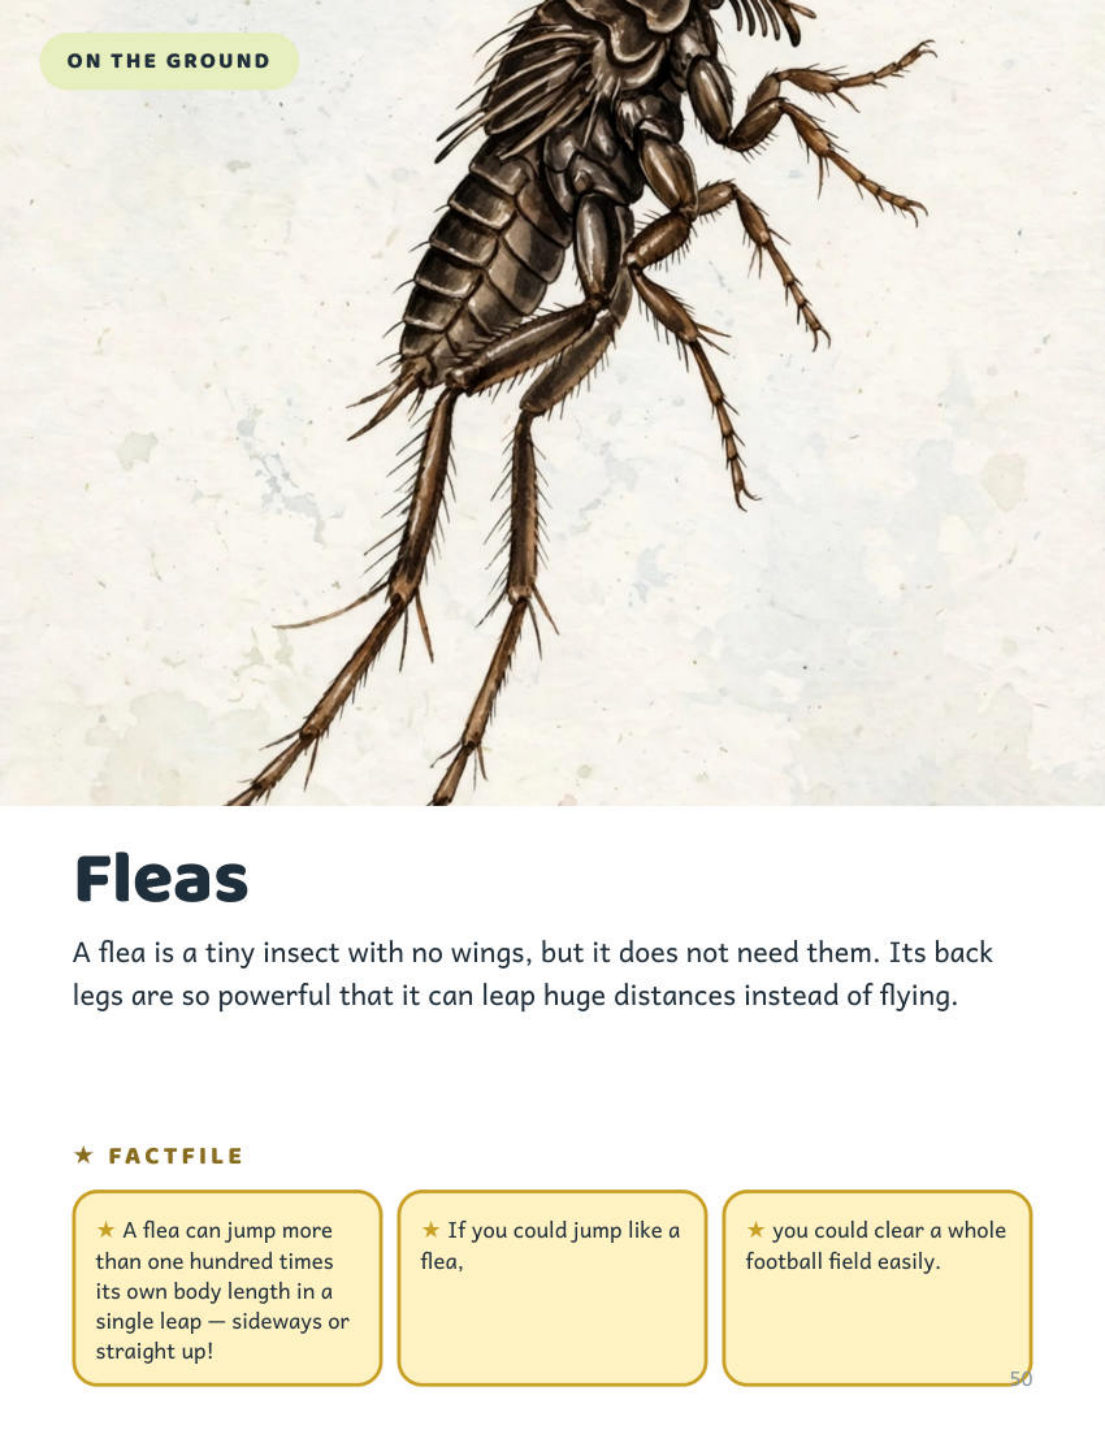 ON THE GROUND
Fleas
A flea is a tiny insect with no wings, but it does not need them. Its back
legs are so powerful that it can leap huge distances instead of flying.
★ FACTFILE
★ A flea can jump more
than one hundred times
its own body length in a
single leap — sideways or
straight up!
★ If you could jump like a
flea,
★ you could clear a whole
football field easily.
50